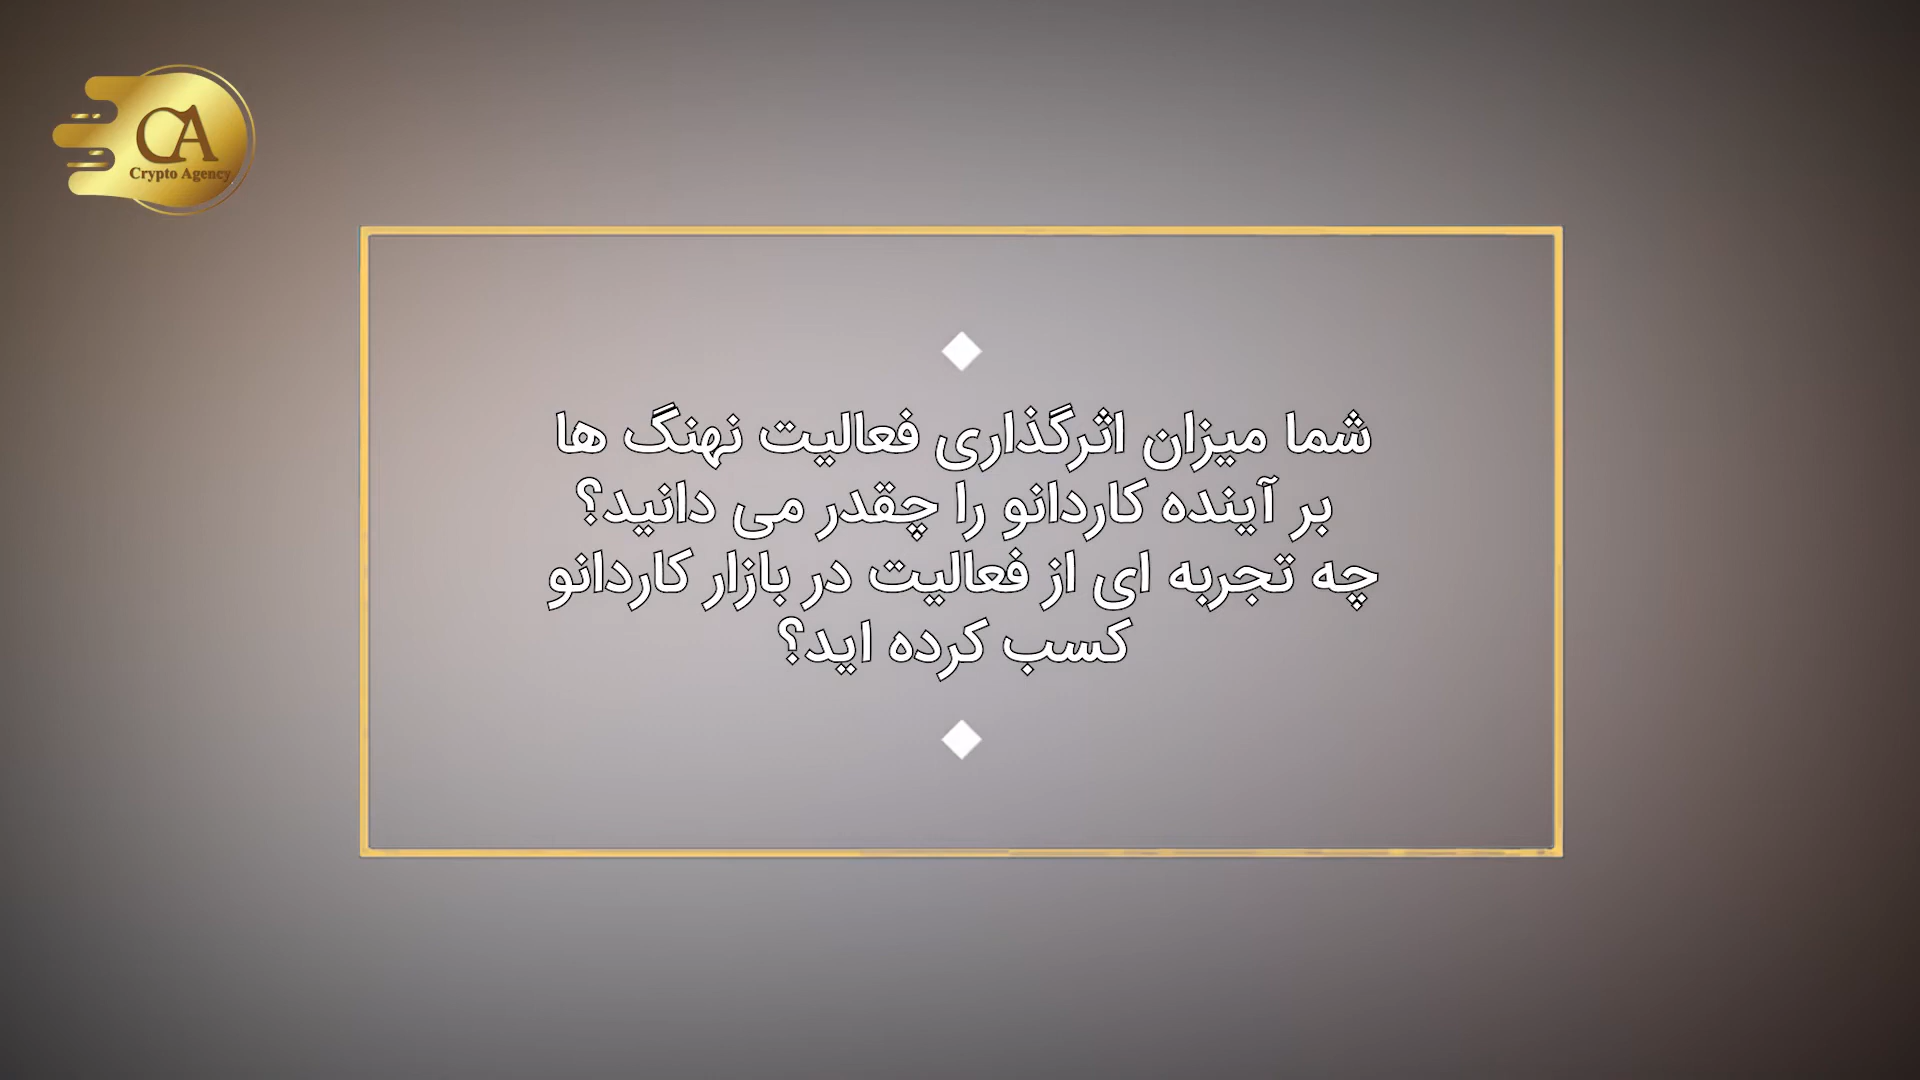 CA
Crypto Agency
شما میزان اثرگذاری فعالیت نهنگ ها
بر آینده کاردانو را چقدر می دانید؟
چه تجربه ای از فعالیت در بازار کاردانو
کسب کرده اید؟